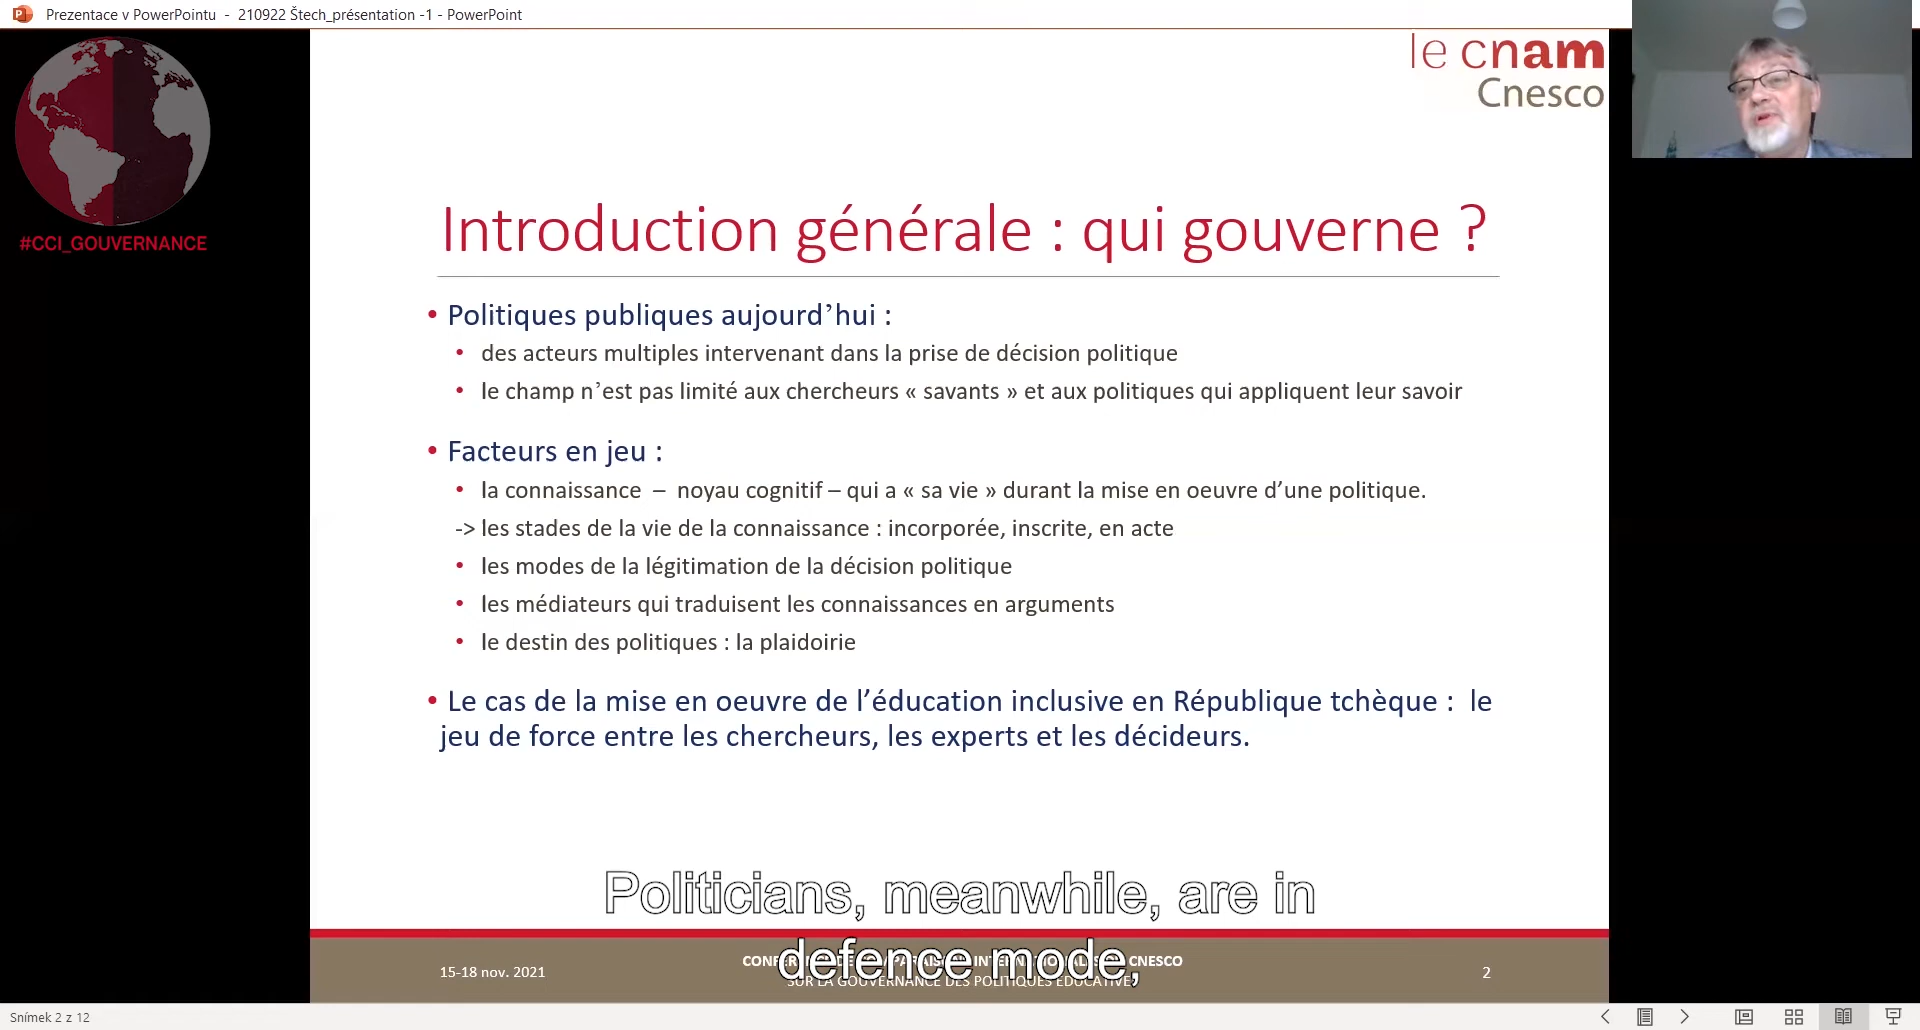 Prezentace v PowerPointu - 210922 Štech_présentation -1 - PowerPoint
le cnam
Cnesco
#CCI_GOUVERNANCE
Introduction générale : qui gouverne ?
• Politiques publiques aujourd’hui :
• des acteurs multiples intervenant dans la prise de décision politique
• le champ n’est pas limité aux chercheurs « savants » et aux politiques qui appliquent leur savoir
• Facteurs en jeu :
• la connaissance – noyau cognitif – qui a « sa vie » durant la mise en oeuvre d’une politique.
-> les stades de la vie de la connaissance : incorporée, inscrite, en acte
• les modes de la légitimation de la décision politique
• les médiateurs qui traduisent les connaissances en arguments
• le destin des politiques : la plaidoirie
• Le cas de la mise en oeuvre de l’éducation inclusive en République tchèque : le
jeu de force entre les chercheurs, les experts et les décideurs.
Politicians, meanwhile, are in
defence mode,
15-18 nov. 2021
CNESCO
SUR LA GOUVERNANCE DES POLITIQUES EDUCATIVES
2
Snímek 2 z 12